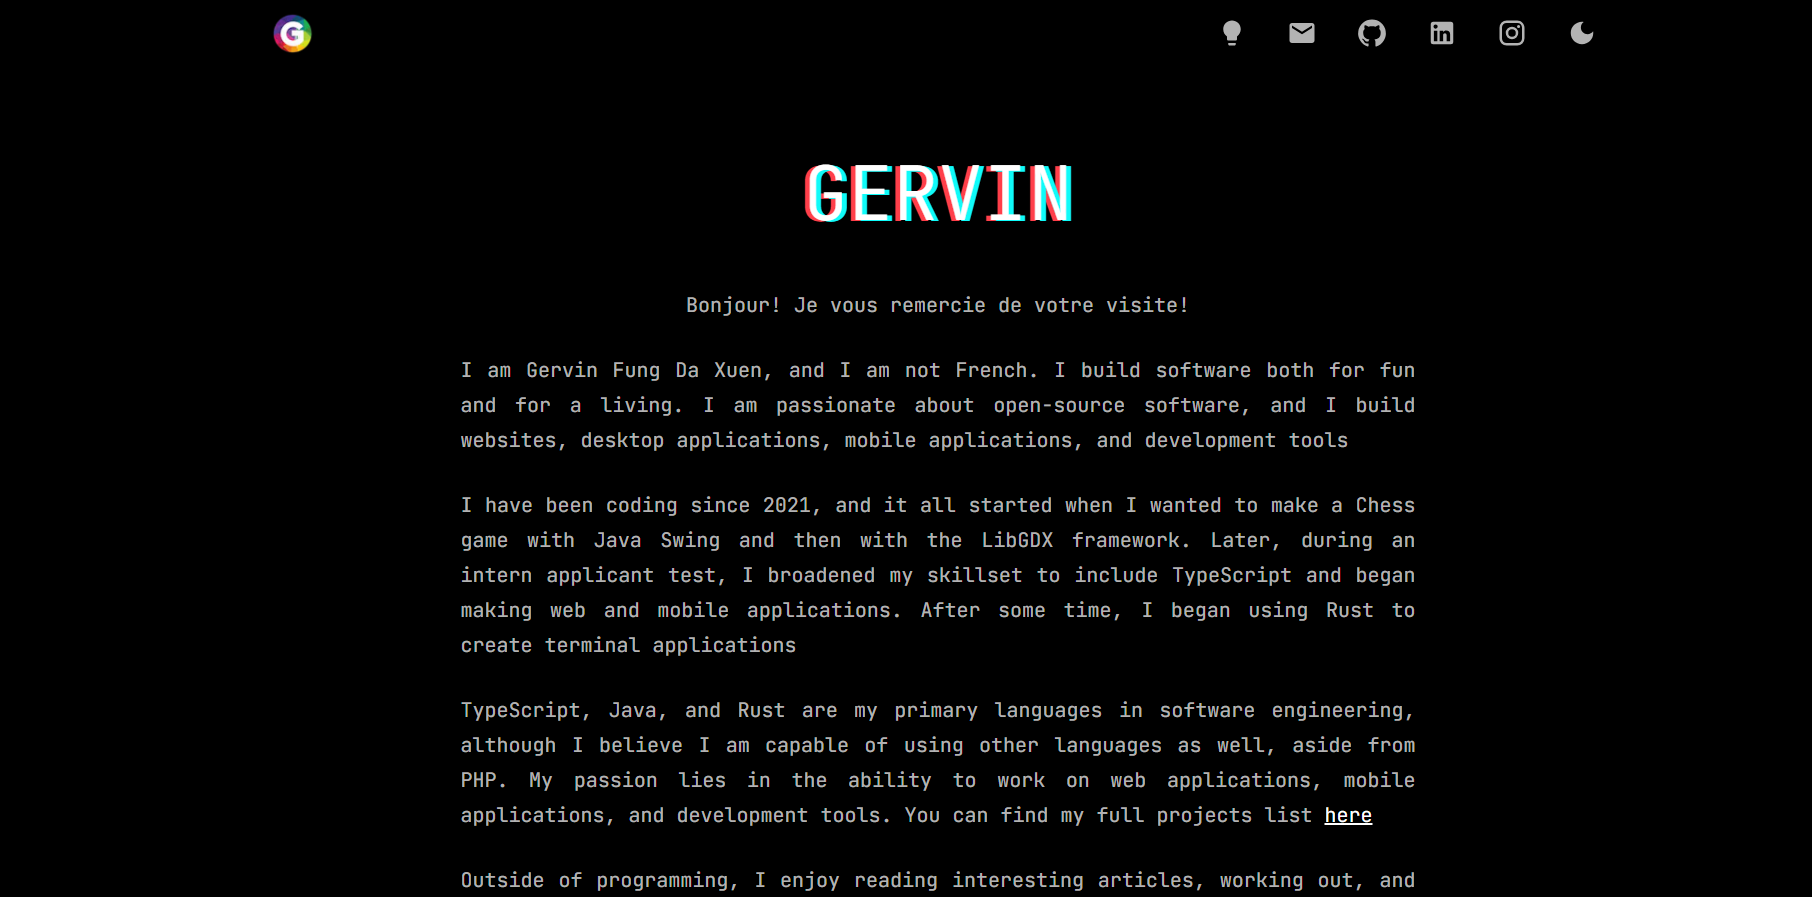 G
GERVIN
Bonjour! Je vous remercie de votre visite!
I am Gervin Fung Da Xuen, and I am not French. I build software both for fun
and for a living. I am passionate about open-source software, and I build
websites, desktop applications, mobile applications, and development tools
I have been coding since 2021, and it all started when I wanted to make a Chess
game with Java Swing and then with the LibGDX framework. Later, during an
intern applicant test, I broadened my skillset to include TypeScript and began
making web and mobile applications. After some time, I began using Rust to
create terminal applications
TypeScript, Java, and Rust are my primary languages in software engineering,
although I believe I am capable of using other languages as well, aside from
PHP. My passion lies in the ability to work on web applications, mobile
applications, and development tools. You can find my full projects list here
Outside of programming, I enjoy reading interesting articles, working out, and